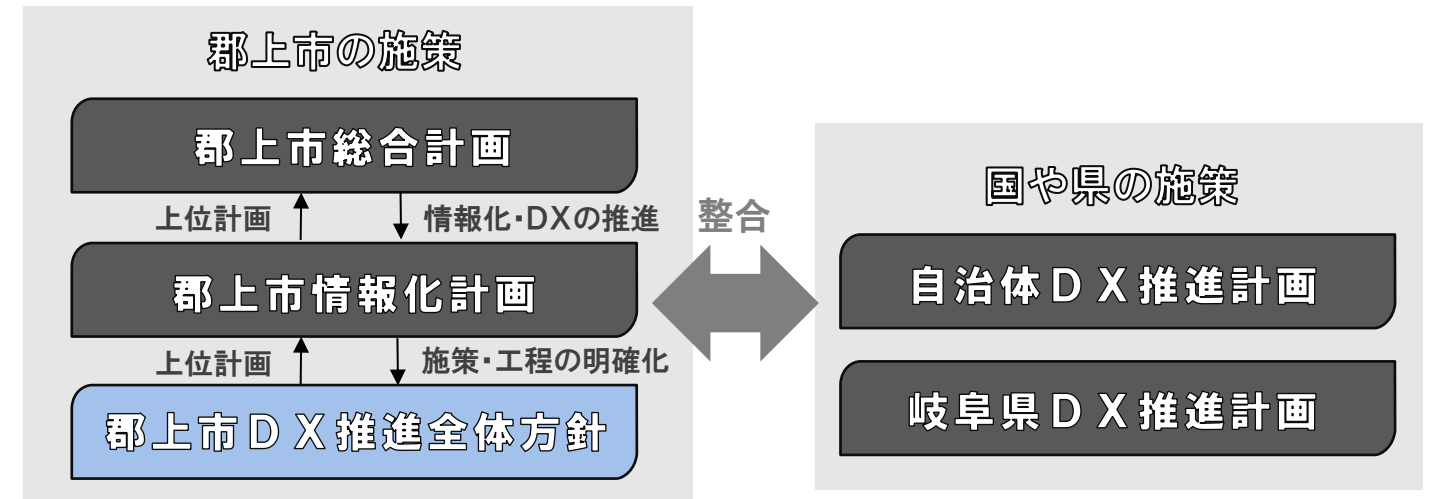 郡上市の施策
郡上市総合計画
上位計画
情報化・DXの推進
郡上市情報化計画
上位計画
施策・工程の明確化
郡上市DX推進全体方針
整合
国や県の施策
自治体DX推進計画
岐阜県DX推進計画